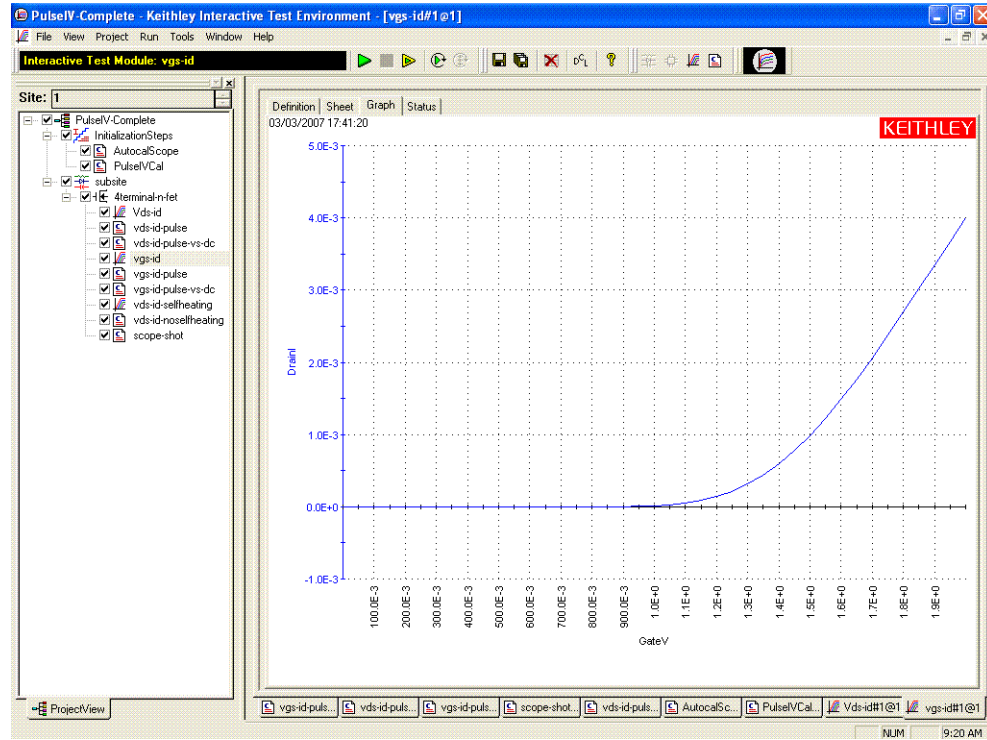 PulseIV-Complete - Keithley Interactive Test Environment - [vgs-id#1@1]
File View Project Run Tools Window Help
Interactive Test Module: vgs-id
Site: 1
PulseIV-Complete
InitializationSteps
AutocalScope
PulseIVCal
subsite
4terminal-n-fet
Vds-id
vds-id-pulse
vds-id-pulse-vs-dc
vgs-id
vgs-id-pulse
vgs-id-pulse-vs-dc
vds-id-selfheating
vds-id-noselfheating
scope-shot
ProjectView
Definition Sheet Graph Status
03/03/2007 17:41:20
KEITHLEY
5.0E-3
4.0E-3
3.0E-3
2.0E-3
1.0E-3
0.0E+0
-1.0E-3
DrainI
100.0E-3
200.0E-3
300.0E-3
400.0E-3
500.0E-3
600.0E-3
700.0E-3
800.0E-3
900.0E-3
1.0E+0
1.1E+0
1.2E+0
1.3E+0
1.4E+0
1.5E+0
1.6E+0
1.7E+0
1.8E+0
1.9E+0
GateV
vgs-id-puls... vds-id-puls... vgs-id-puls... scope-shot... vds-id-puls... AutocalSc... PulseIVCal... Vds-id#1@1 vgs-id#1@1
NUM 9:20 AM